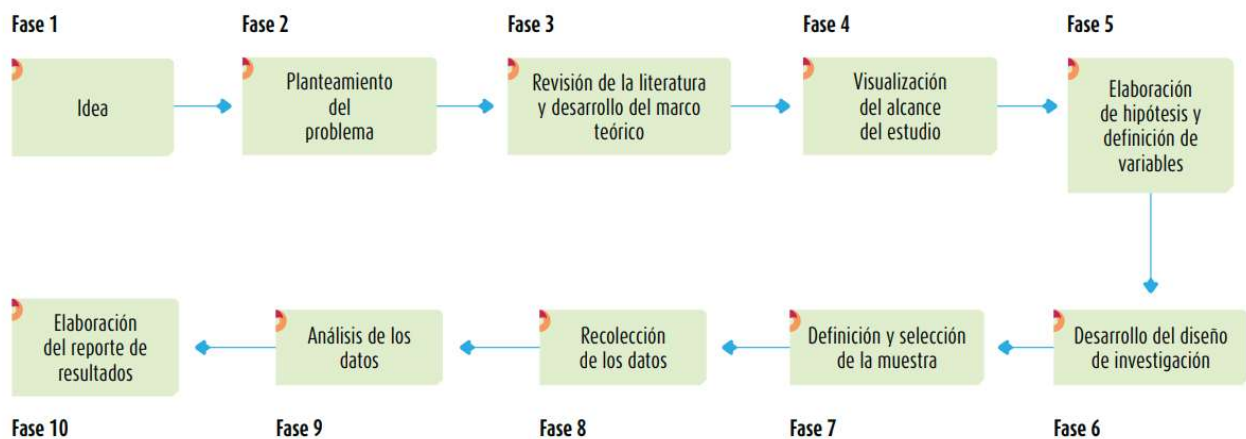 Fase 1
Idea
Fase 2
Planteamiento
del
problema
Fase 3
Revisión de la literatura
y desarrollo del marco
teórico
Fase 4
Visualización
del alcance
del estudio
Fase 5
Elaboración
de hipótesis y
definición de
variables
Desarrollo del diseño
de investigación
Fase 6
Definición y selección
de la muestra
Fase 7
Recolección
de los datos
Fase 8
Análisis de los
datos
Fase 9
Elaboración
del reporte de
resultados
Fase 10